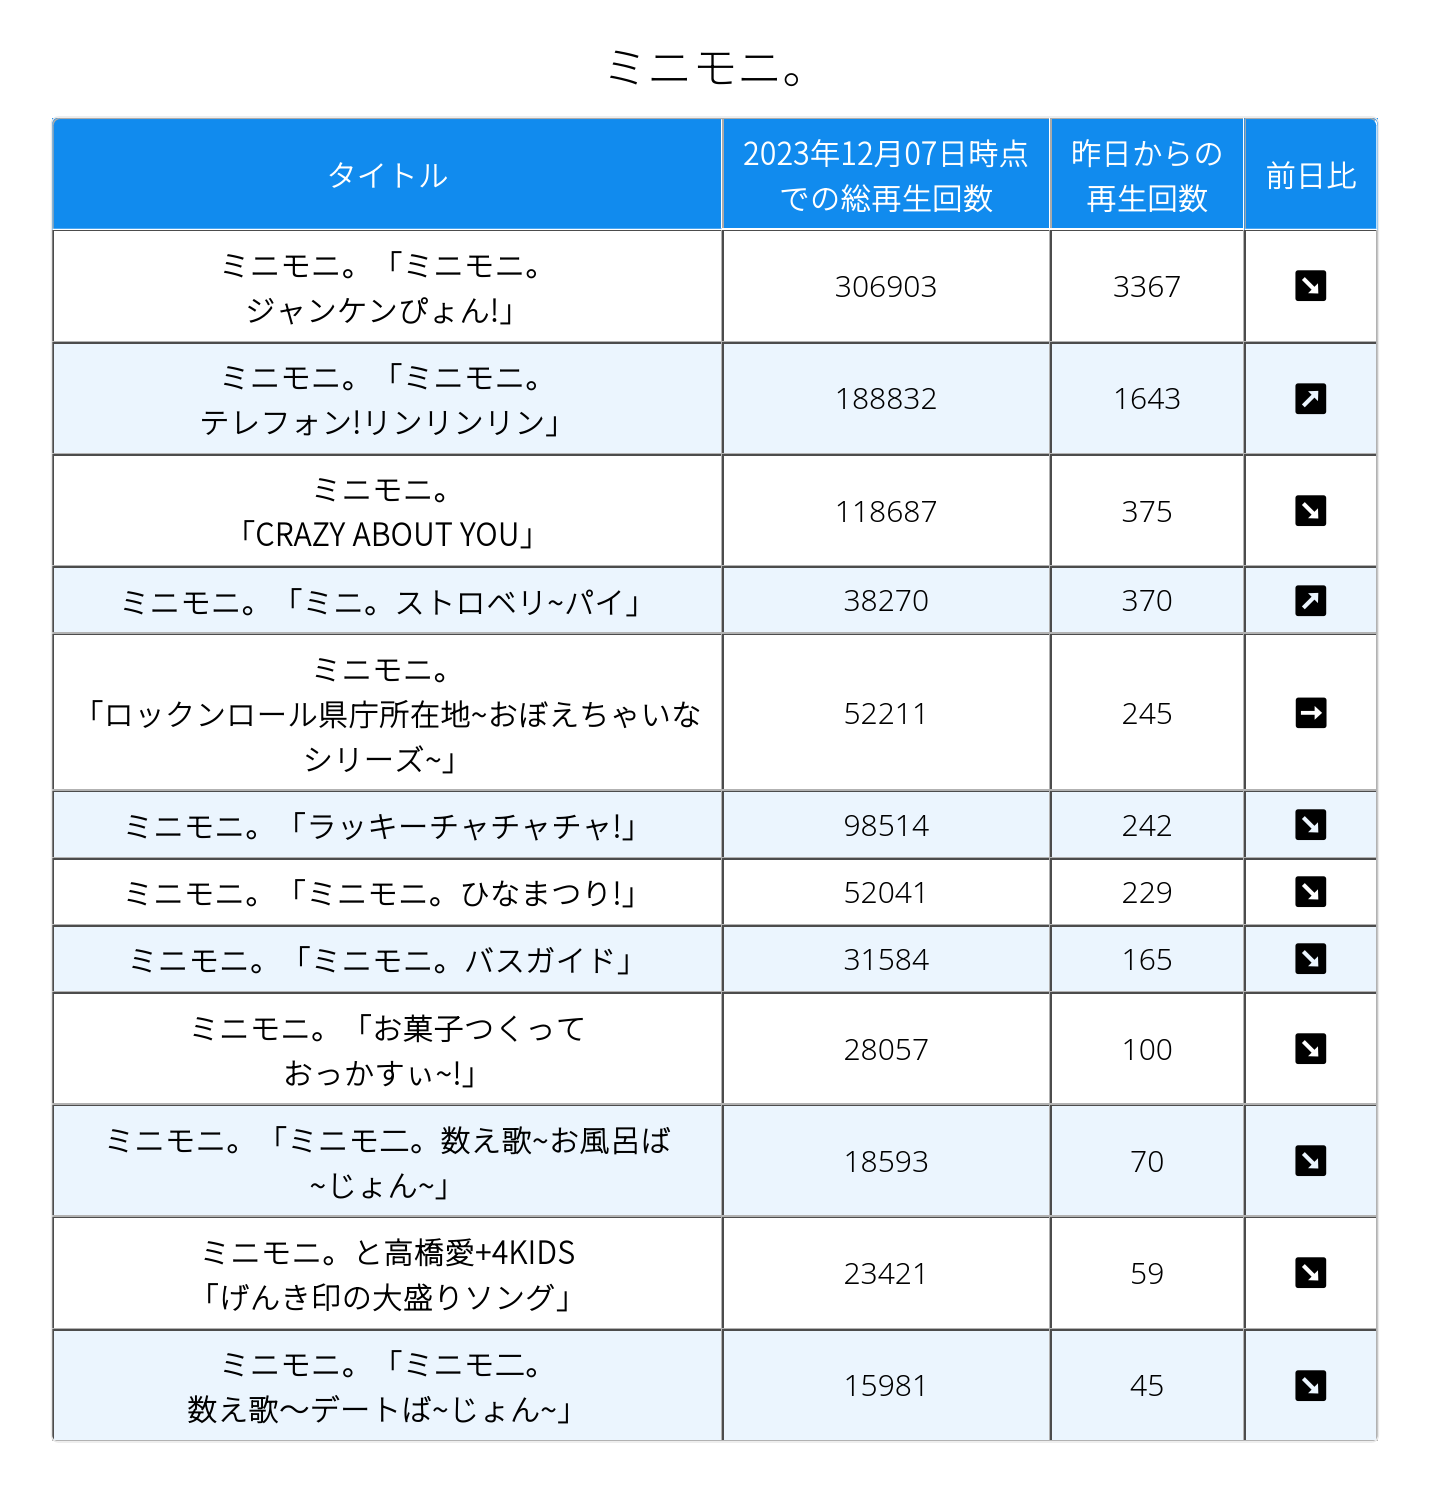 ミニモニ。
タイトル
2023年12月07日時点
での総再生回数
昨日からの
再生回数
前日比
ミニモニ。「ミニモニ。
ジャンケンぴょん!」
306903
3367
ミニモニ。「ミニモニ。
テレフォン!リンリンリン」
188832
1643
ミニモニ。
「CRAZY ABOUT YOU」
118687
375
ミニモニ。「ミニ。ストロベリ~パイ」
38270
370
ミニモニ。
「ロックンロール県庁所在地~おぼえちゃいな
シリーズ~」
52211
245
ミニモニ。「ラッキーチャチャチャ!」
98514
242
ミニモニ。「ミニモニ。ひなまつり!」
52041
229
ミニモニ。「ミニモニ。バスガイド」
31584
165
ミニモニ。「お菓子つくって
おっかすぃ~!」
28057
100
ミニモニ。「ミニモ二。数え歌~お風呂ば
~じょん~」
18593
70
ミニモニ。と高橋愛+4KIDS
「げんき印の大盛りソング」
23421
59
ミニモニ。「ミニモ二。
数え歌〜デートば~じょん~」
15981
45